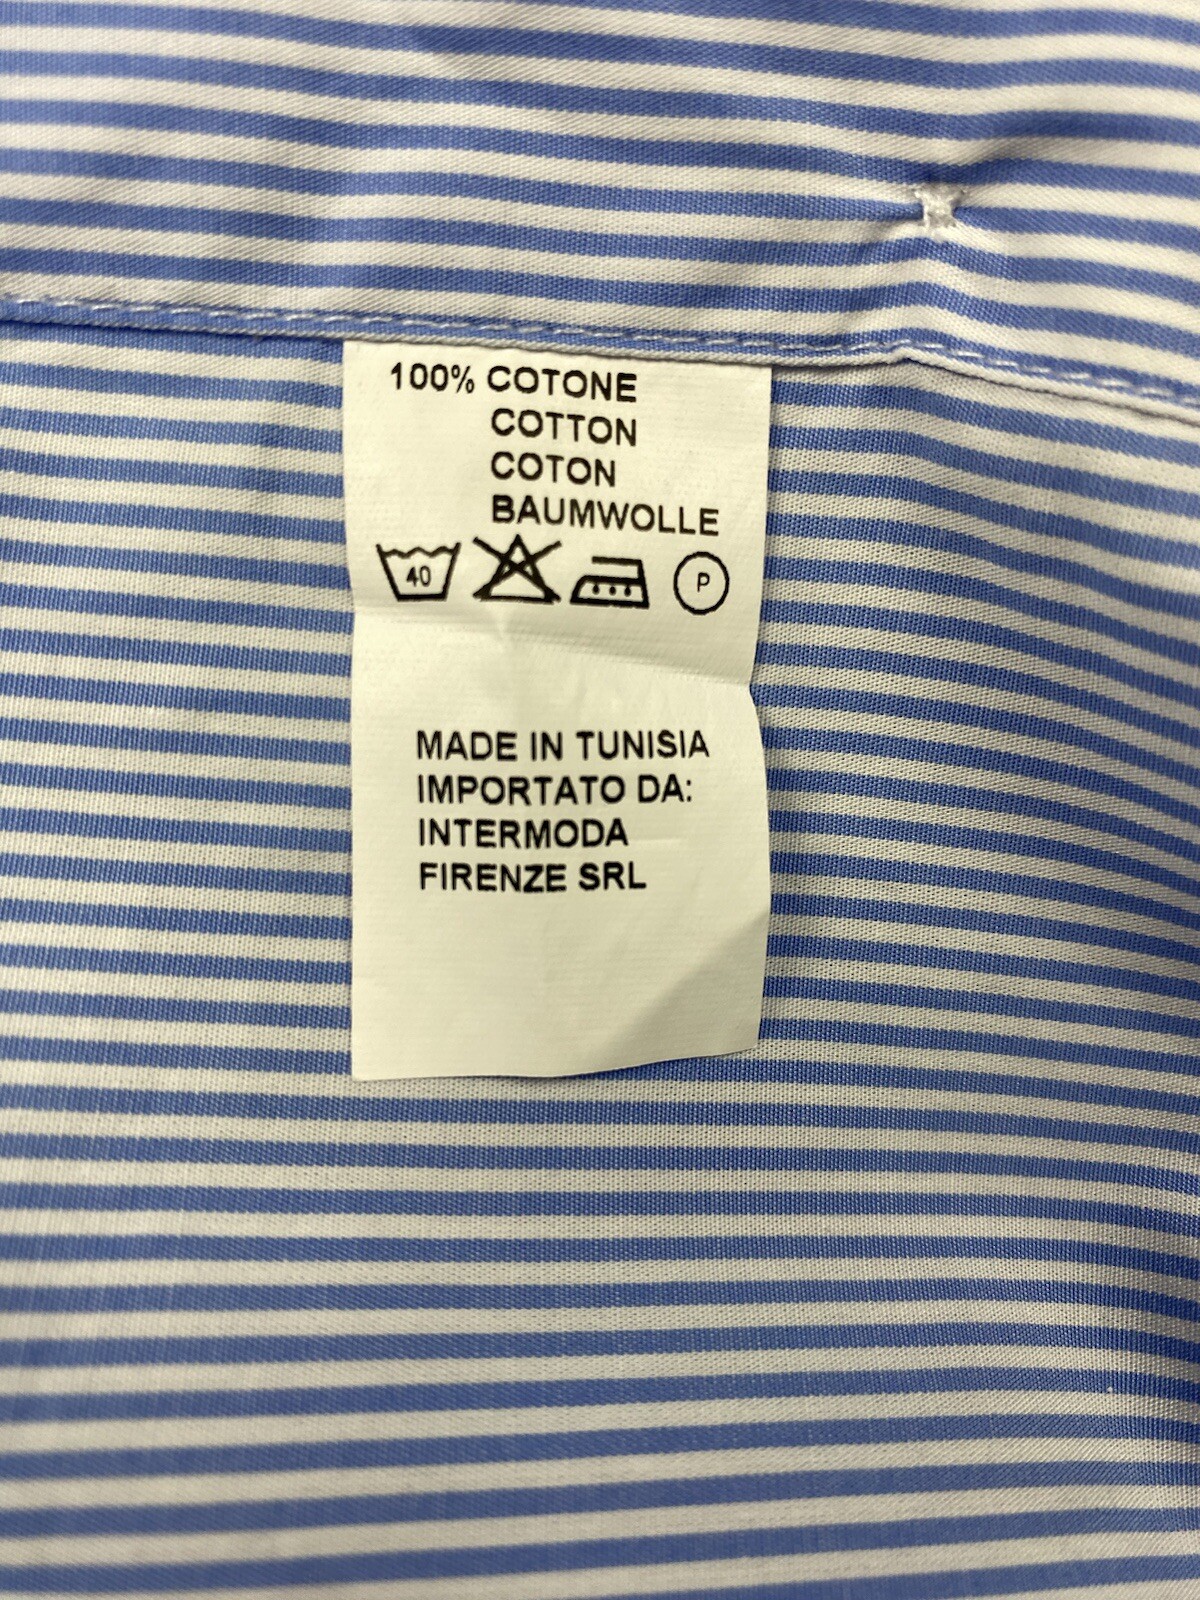 100% COTONE
COTTON
COTON
BAUMWOLLE
40 P
MADE IN TUNISIA
IMPORTATO DA:
INTERMODA
FIRENZE SRL